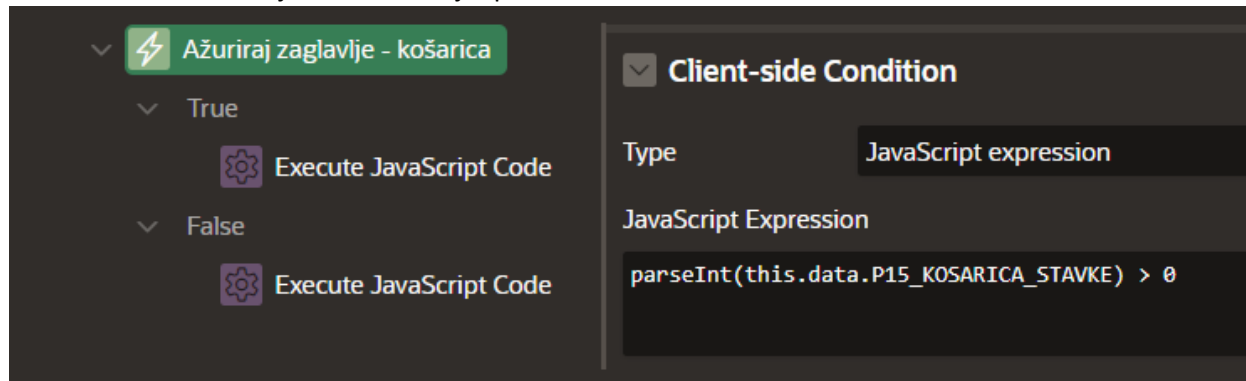 Ažuriraj zaglavlje - košarica
True
Execute JavaScript Code
False
Execute JavaScript Code
Client-side Condition
Type
JavaScript expression
JavaScript Expression
parseInt(this.data.P15_KOSARICA_STAVKE) > 0